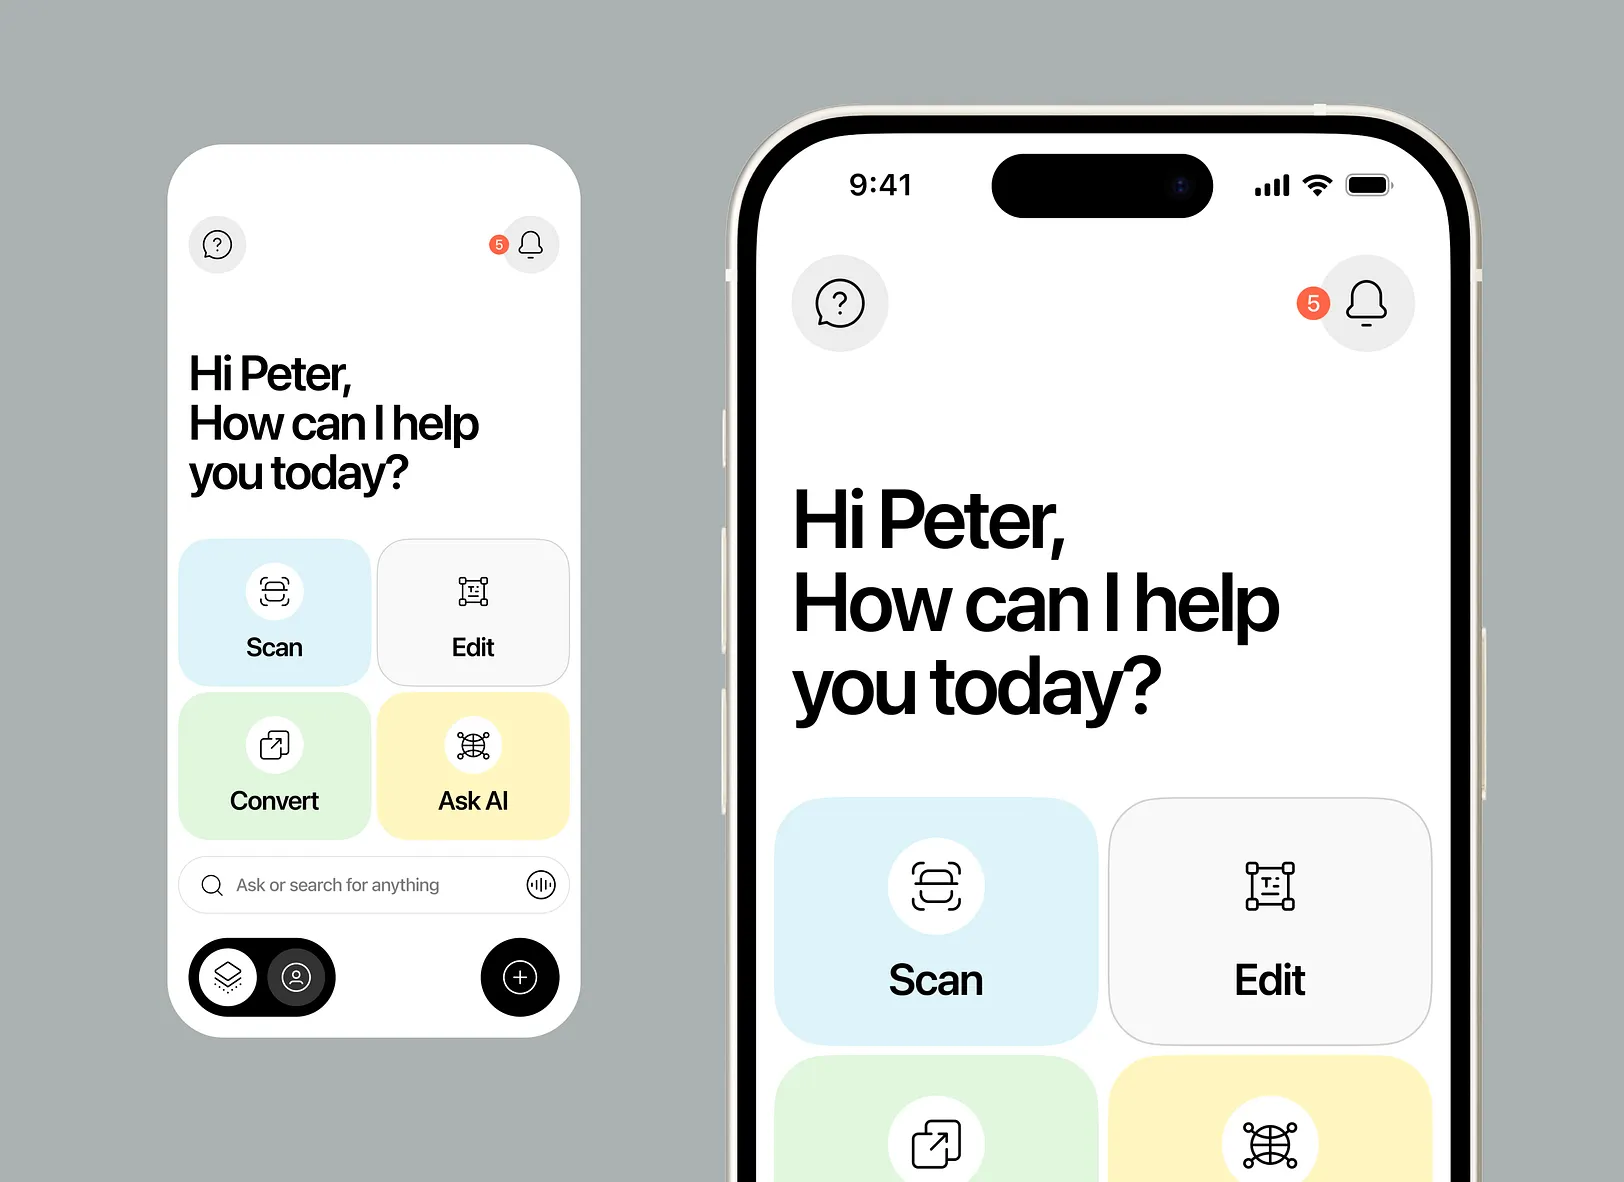 5
Hi Peter,
How can I help
you today?
Scan
Edit
Convert
Ask AI
Ask or search for anything
9:41
5
Hi Peter,
How can I help
you today?
Scan
Edit